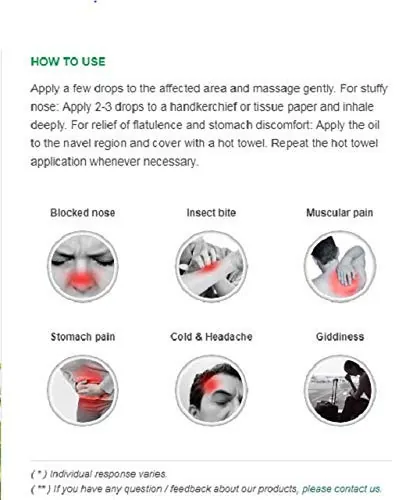 HOW TO USE
Apply a few drops to the affected area and massage gently. For stuffy
nose: Apply 2-3 drops to a handkerchief or tissue paper and inhale
deeply. For relief of flatulence and stomach discomfort: Apply the oil
to the navel region and cover with a hot towel. Repeat the hot towel
application whenever necessary.
Blocked nose Insect bite Muscular pain
Stomach pain Cold & Headache Giddiness
( * ) Individual response varies.
( ** ) If you have any question / feedback about our products, please contact us.